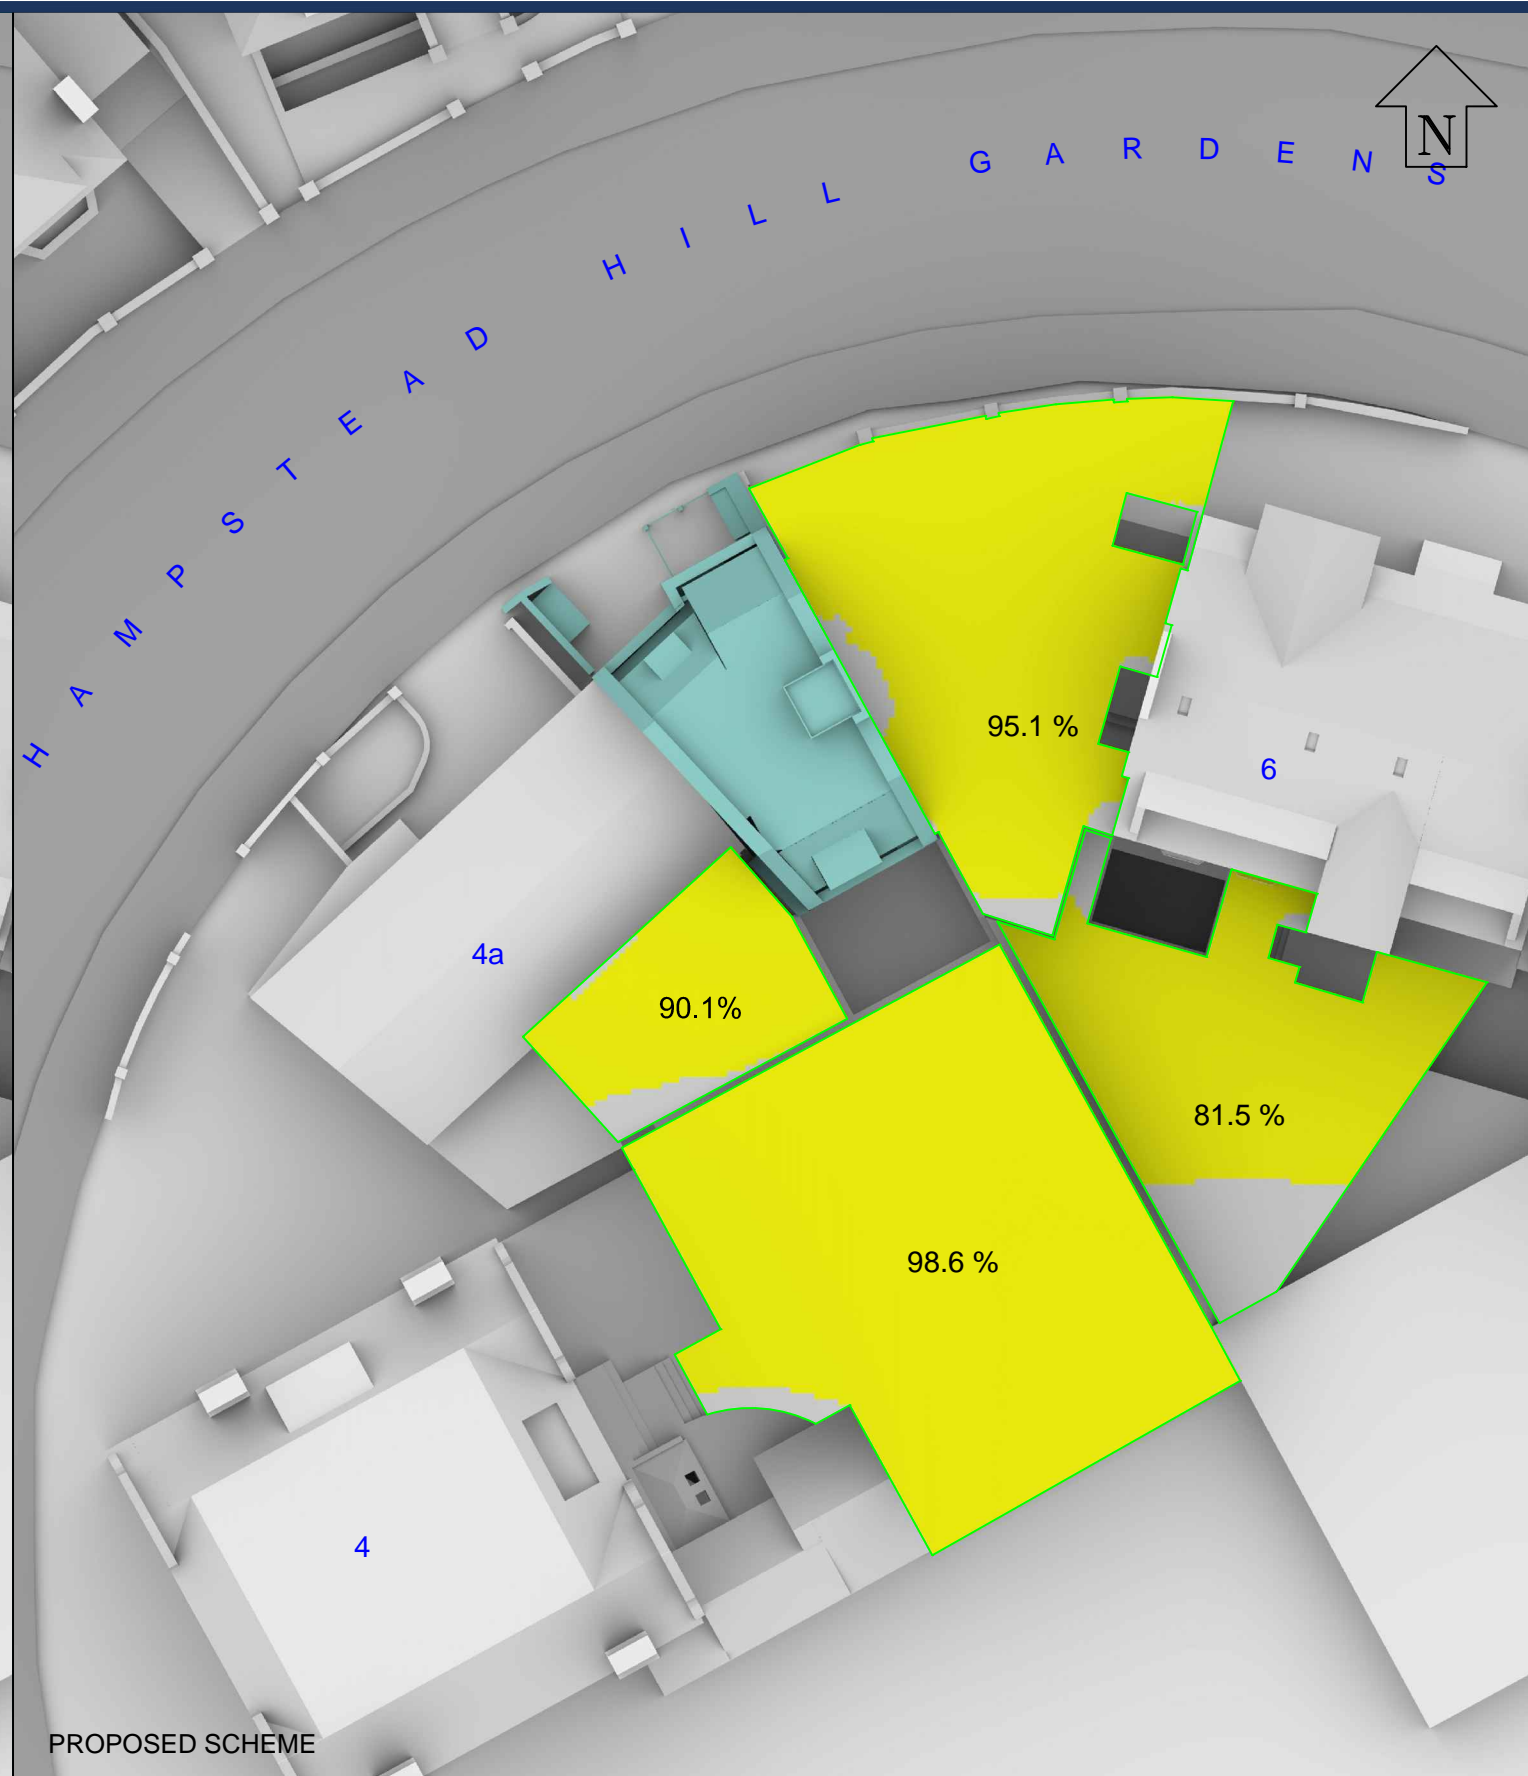 N
HAMPSTEAD HILL GARDENS
95.1 %
6
4a
90.1%
81.5 %
98.6 %
4
PROPOSED SCHEME